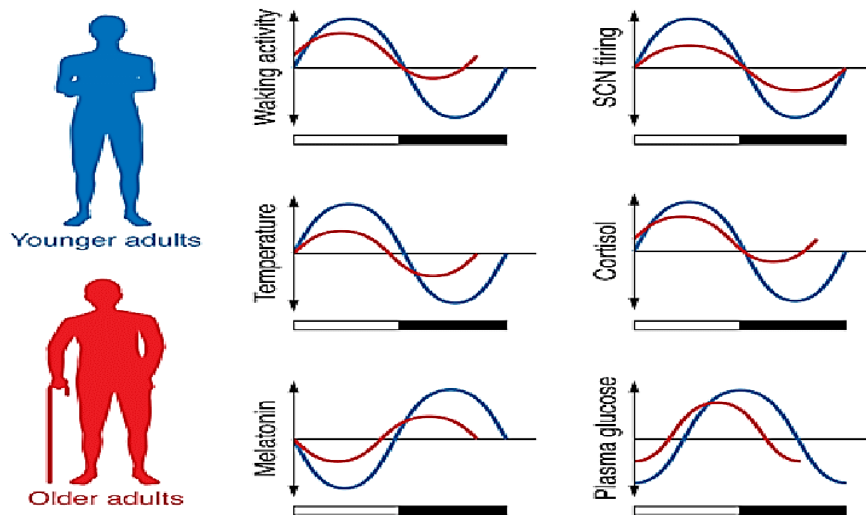 Waking activity
SCN firing
Younger adults
Temperature
Cortisol
Older adults
Melatonin
Plasma glucose